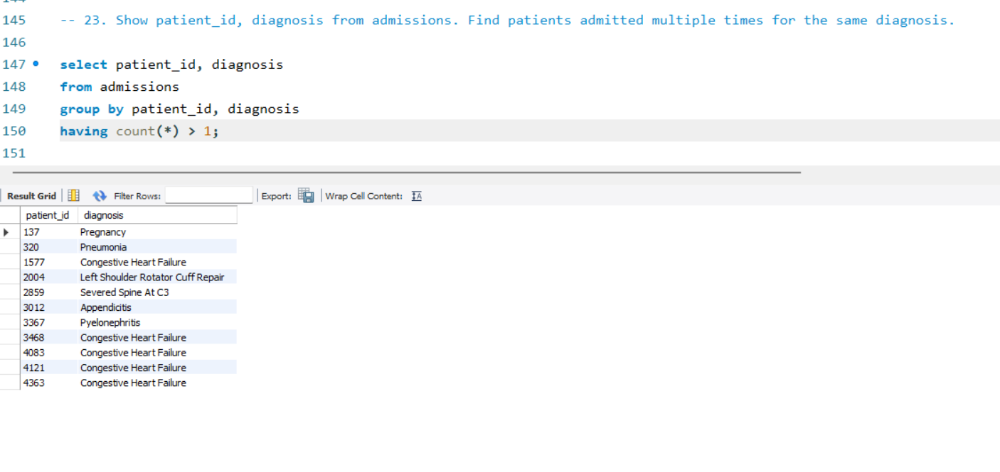 144
145 -- 23. Show patient_id, diagnosis from admissions. Find patients admitted multiple times for the same diagnosis.
146
147 select patient_id, diagnosis
148 from admissions
149 group by patient_id, diagnosis
150 having count(*) > 1;
151
Result Grid Filter Rows: Export: Wrap Cell Content: IA
patient_id diagnosis
137 Pregnancy
320 Pneumonia
1577 Congestive Heart Failure
2004 Left Shoulder Rotator Cuff Repair
2859 Severed Spine At C3
3012 Appendicitis
3367 Pyelonephritis
3468 Congestive Heart Failure
4083 Congestive Heart Failure
4121 Congestive Heart Failure
4363 Congestive Heart Failure